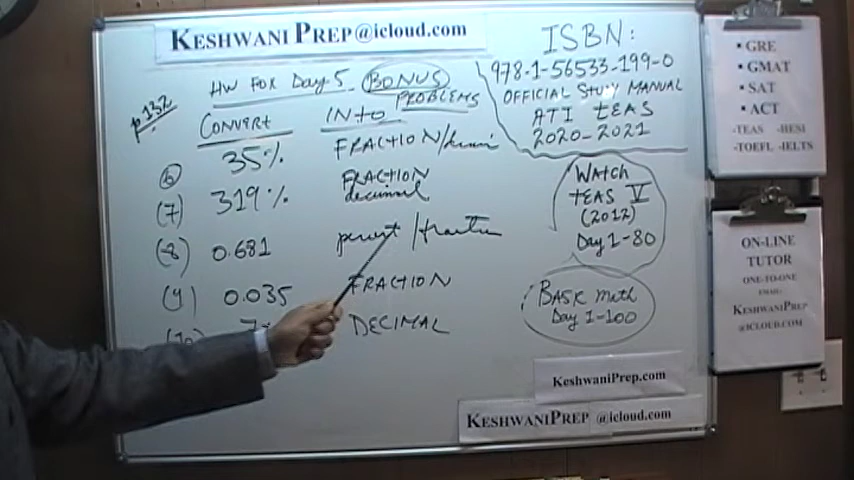 KESHWANI PREP@icloud.com
HW FOR Day 5 BONUS
PROBLEMS
p.132
CONVERT INTO
(6) 35% FRACTION/
(7) 319% FRACTION
decimal
(8) 0.681 percent/fraction
(9) 0.035 FRACTION
DECIMAL
ISBN:
978-1-56533-199-0
OFFICIAL STUDY MANUAL
ATI TEAS
2020-2021
WATCH
TEAS V
(2012)
Day 1-80
BASIC math
Day 1-100
KeshwaniPrep.com
KESHWANIPREP @icloud.com
▪ GRE
▪ GMAT
▪ SAT
▪ ACT
-TEAS -HESI
-TOEFL -IELTS
ON-LINE
TUTOR
ONE-TO-ONE
EMAIL:
KESHWANIPREP
@ICLOUD.COM